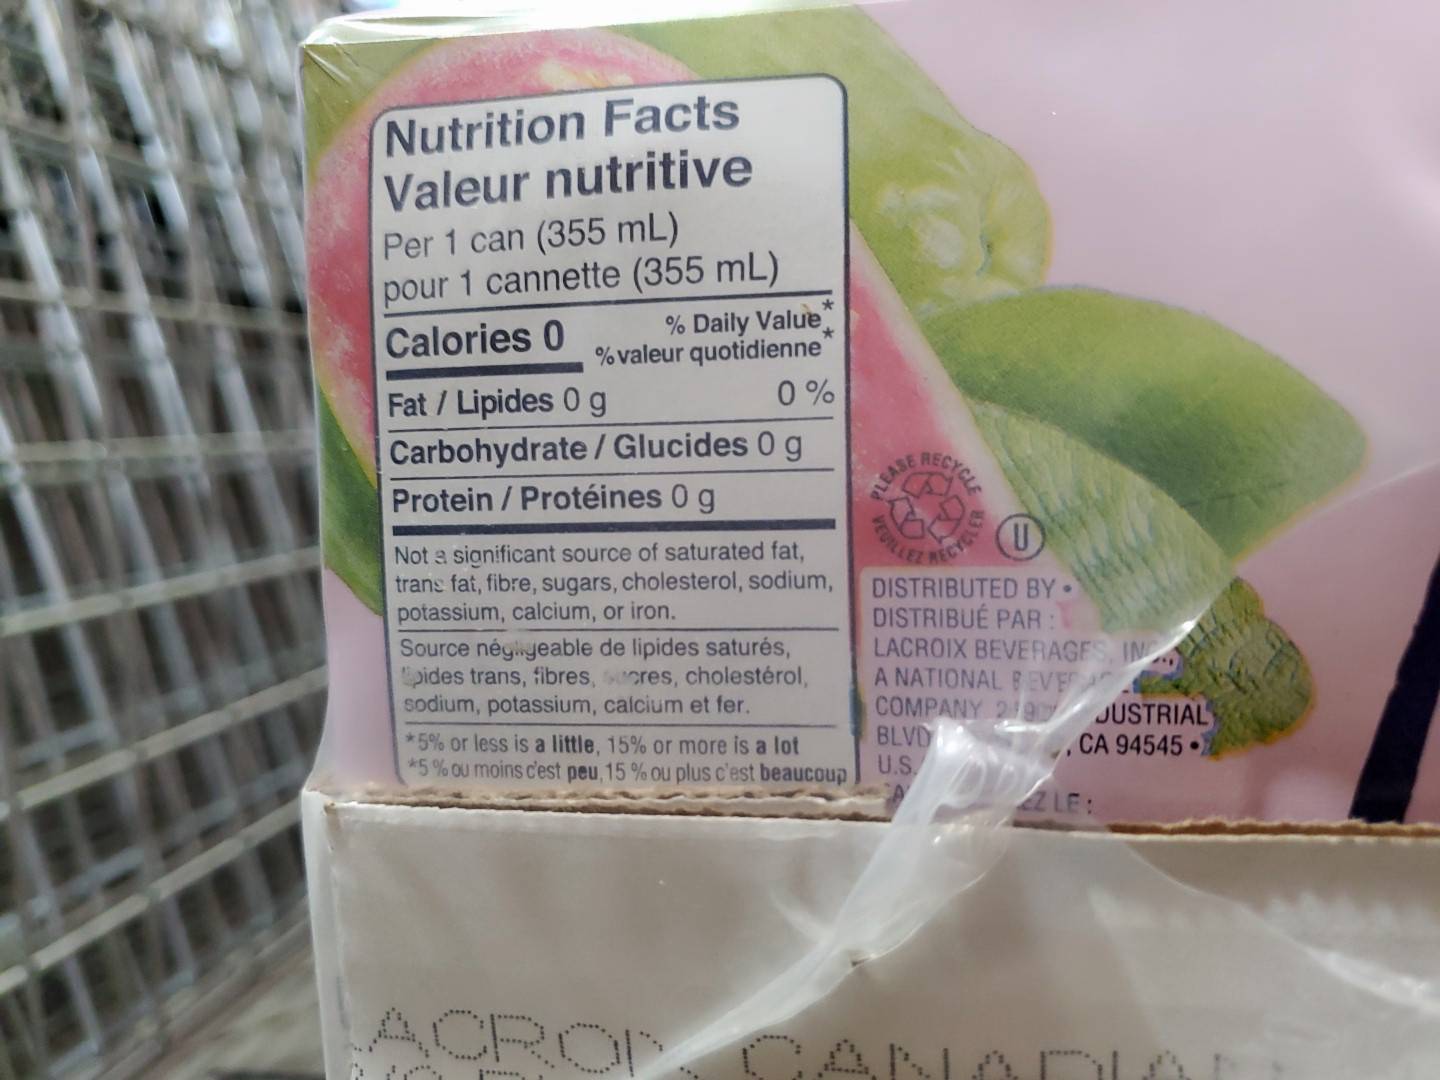 Nutrition Facts
Valeur nutritive
Per 1 can (355 mL)
pour 1 cannette (355 mL)
Calories 0
% Daily Value*
% valeur quotidienne*
Fat / Lipides 0 g 0 %
Carbohydrate / Glucides 0 g
Protein / Protéines 0 g
Not a significant source of saturated fat,
trans fat, fibre, sugars, cholesterol, sodium,
potassium, calcium, or iron.
Source négligeable de lipides saturés,
lipides trans, fibres, sucres, cholestérol,
sodium, potassium, calcium et fer.
*5% or less is a little, 15% or more is a lot
*5 % ou moins c'est peu, 15 % ou plus c'est beaucoup
PLEASE RECYCLE
VEUILLEZ RECYCLER
U
DISTRIBUTED BY •
DISTRIBUÉ PAR :
LACROIX BEVERAGES, INC.,
A NATIONAL BEVERAGE
COMPANY
BLVD , CA 94545 •
U.S.
LE :
CANADIAN